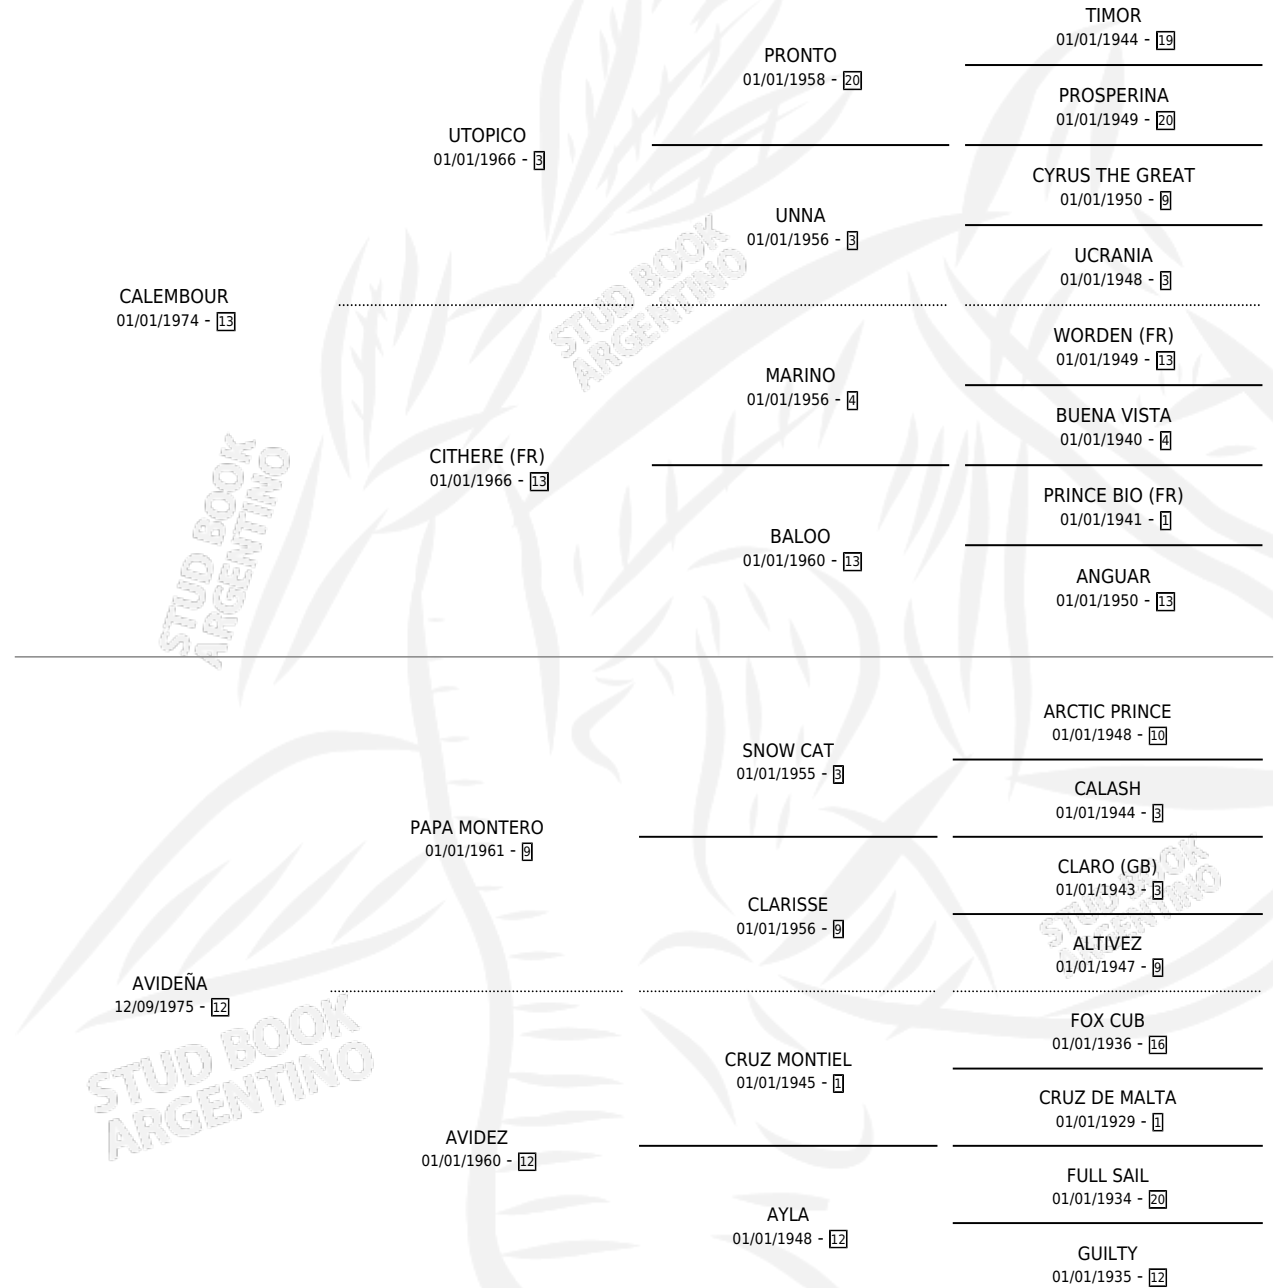 TIMOR
01/01/1944 - 19
PRONTO
01/01/1958 - 20
PROSPERINA
01/01/1949 - 20
UTOPICO
01/01/1966 - 3
CYRUS THE GREAT
01/01/1950 - 9
UNNA
01/01/1956 - 3
UCRANIA
01/01/1948 - 3
CALEMBOUR
01/01/1974 - 13
WORDEN (FR)
01/01/1949 - 13
MARINO
01/01/1956 - 4
BUENA VISTA
01/01/1940 - 4
CITHERE (FR)
01/01/1966 - 13
PRINCE BIO (FR)
01/01/1941 - 1
BALOO
01/01/1960 - 13
ANGUAR
01/01/1950 - 13
STUD BOOK
ARGENTINO
STUD BOOK
ARGENTINO
ARCTIC PRINCE
01/01/1948 - 10
SNOW CAT
01/01/1955 - 3
CALASH
01/01/1944 - 3
PAPA MONTERO
01/01/1961 - 9
CLARO (GB)
01/01/1943 - 3
CLARISSE
01/01/1956 - 9
ALTIVEZ
01/01/1947 - 9
STUD BOOK
ARGENTINO
AVIDEÑA
12/09/1975 - 12
FOX CUB
01/01/1936 - 16
CRUZ MONTIEL
01/01/1945 - 1
CRUZ DE MALTA
01/01/1929 - 1
STUD BOOK
ARGENTINO
AVIDEZ
01/01/1960 - 12
FULL SAIL
01/01/1934 - 20
AYLA
01/01/1948 - 12
GUILTY
01/01/1935 - 12